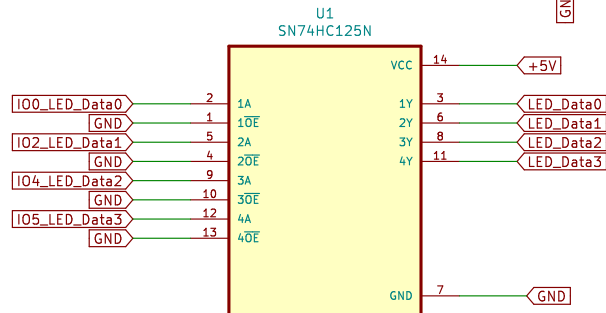 GND
U1
SN74HC125N
VCC 14 +5V
IO0_LED_Data0 2 1A 1Y 3 LED_Data0
GND 1 1OE 2Y 6 LED_Data1
IO2_LED_Data1 5 2A 3Y 8 LED_Data2
GND 4 2OE 4Y 11 LED_Data3
IO4_LED_Data2 9 3A
GND 10 3OE
IO5_LED_Data3 12 4A
GND 13 4OE
GND 7 GND